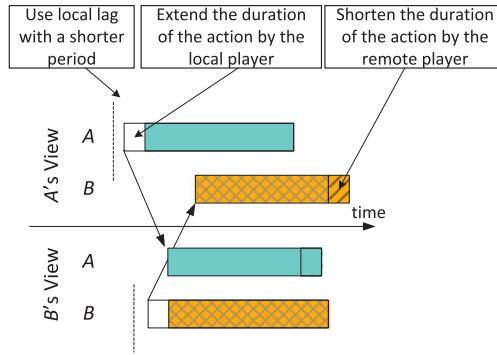 Use local lag
with a shorter
period
Extend the duration
of the action by the
local player
Shorten the duration
of the action by the
remote player
A's View
A
B
time
B's View
A
B